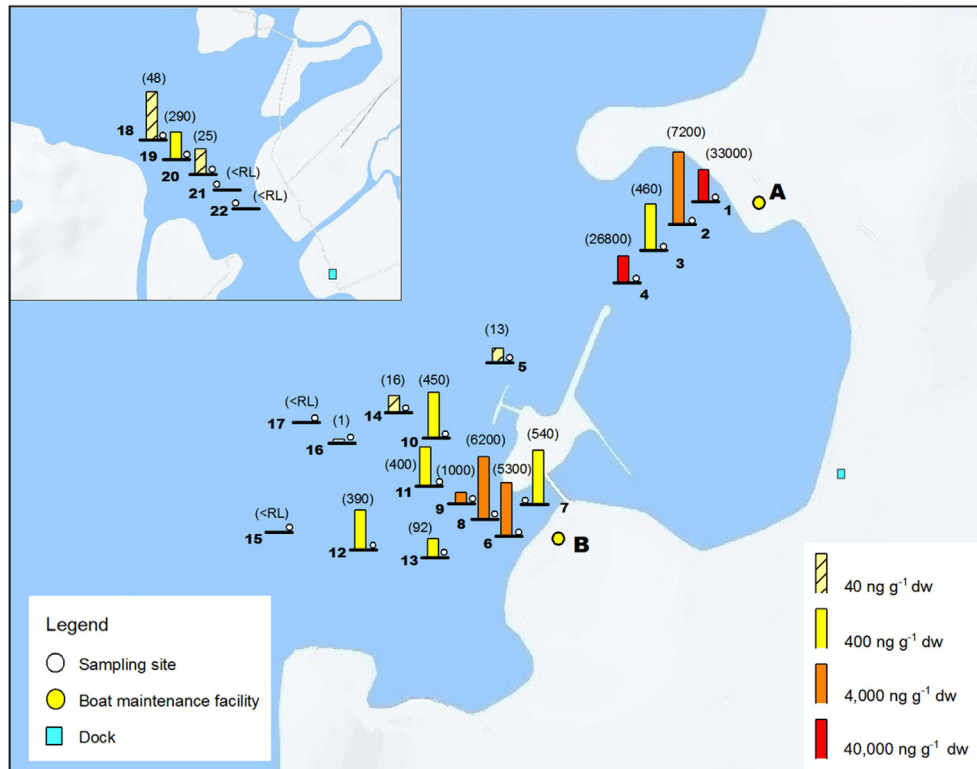 (48)
18
(290)
19
(25)
20
(<RL)
21
(<RL)
22
(7200)
(33000)
A
1
(460)
2
3
(26800)
4
(13)
5
(16)
(450)
14
(<RL)
17
(1)
16
10
(540)
(6200)
(400)
(1000)
(5300)
11
9
7
8
(<RL)
15
(390)
12
(92)
13
6
B
Legend
Sampling site
Boat maintenance facility
Dock
40 ng g⁻¹ dw
400 ng g⁻¹ dw
4,000 ng g⁻¹ dw
40,000 ng g⁻¹ dw